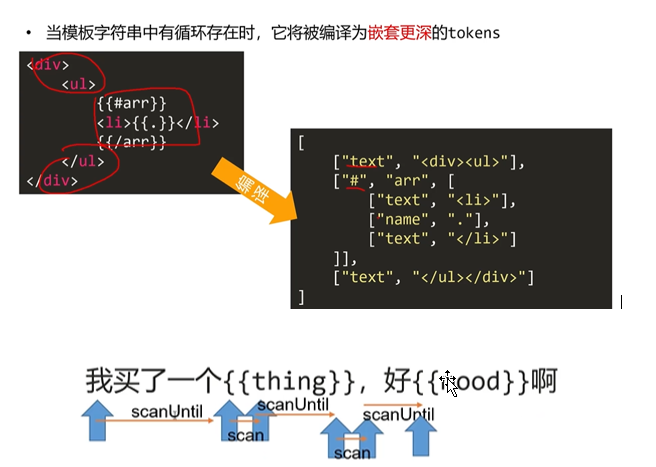 • 当模板字符串中有循环存在时，它将被编译为嵌套更深的tokens
<div>
<ul>
{{#arr}}
<li>{{.}}</li>
{{/arr}}
</ul>
</div>
编译
[
["text", "<div><ul>"],
["#", "arr", [
["text", "<li>"],
["name", "."],
["text", "</li>"]
]],
["text", "</ul></div>"]
]
我买了一个{{thing}}，好{{mood}}啊
scanUntil
scan
scanUntil
scan
scanUntil